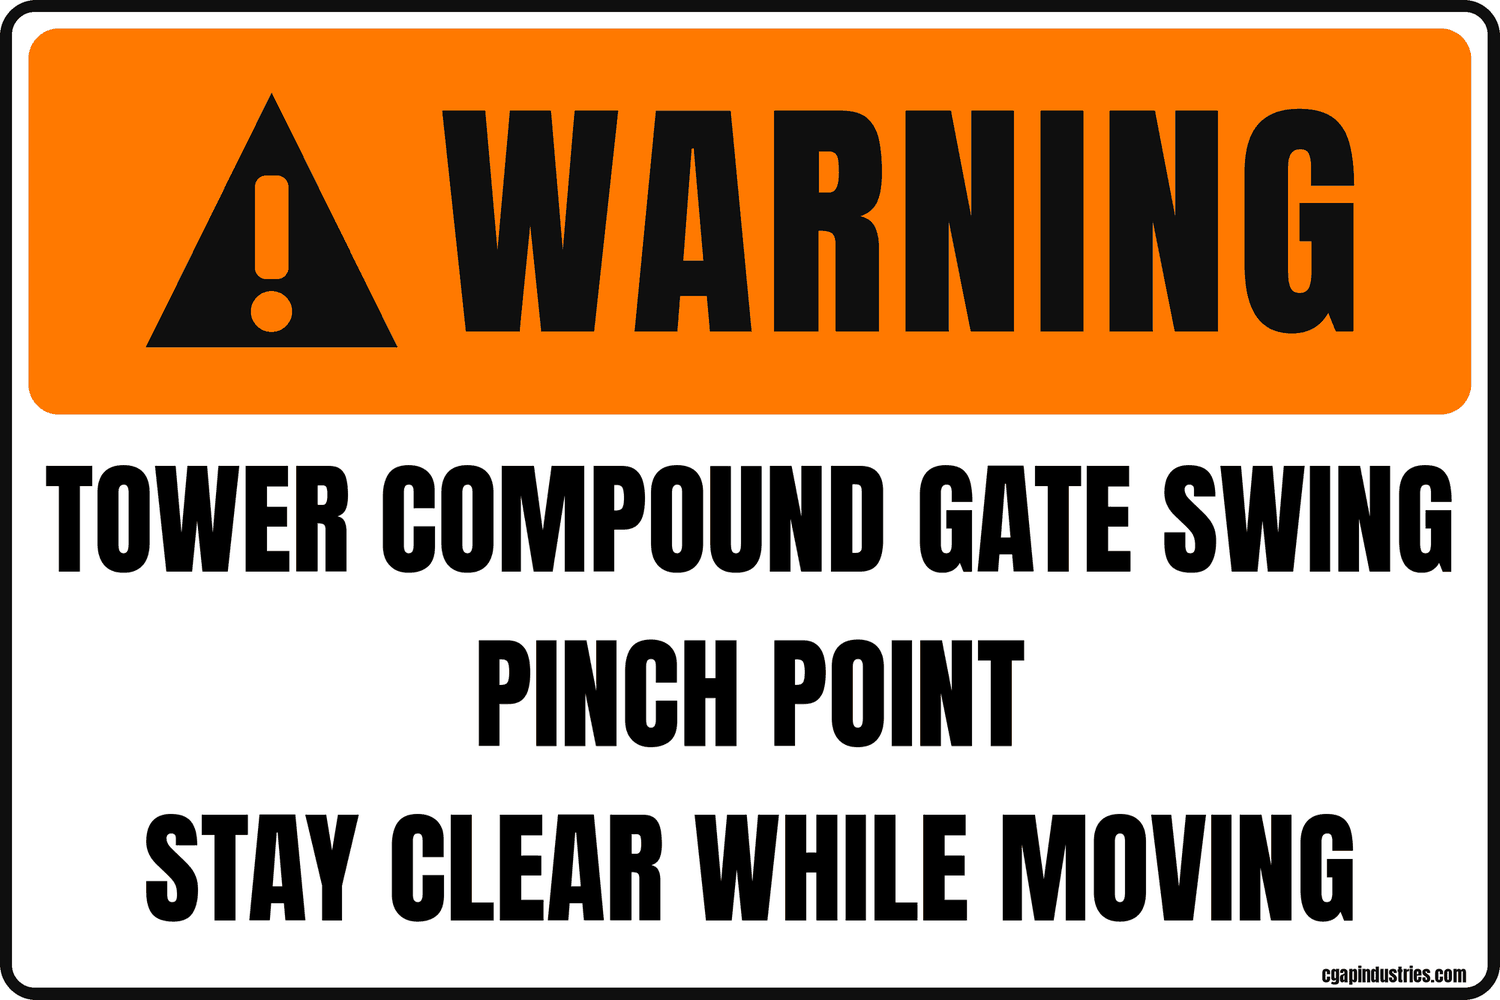 WARNING
TOWER COMPOUND GATE SWING
PINCH POINT
STAY CLEAR WHILE MOVING
cgapindustries.com